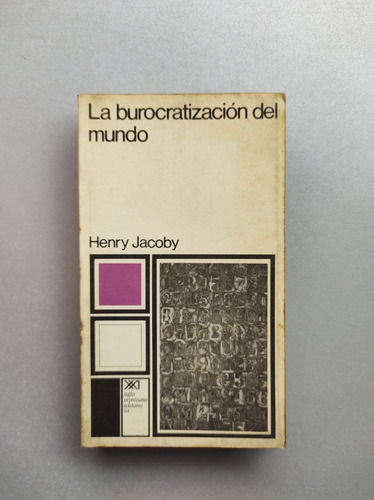 La burocratización del
mundo
Henry Jacoby
siglo
veintiuno
editores
sa